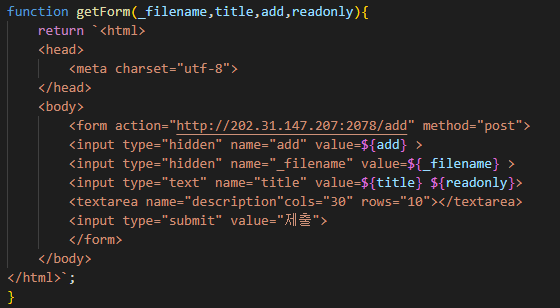 function getForm(_filename,title,add,readonly){
    return `<html>
    <head>
        <meta charset="utf-8">
    </head>
    <body>
        <form action="http://202.31.147.207:2078/add" method="post">
        <input type="hidden" name="add" value=${add} >
        <input type="hidden" name="_filename" value=${_filename} >
        <input type="text" name="title" value=${title} ${readonly}>
        <textarea name="description"cols="30" rows="10"></textarea>
        <input type="submit" value="제출">
        </form>
    </body>
</html>`;
}